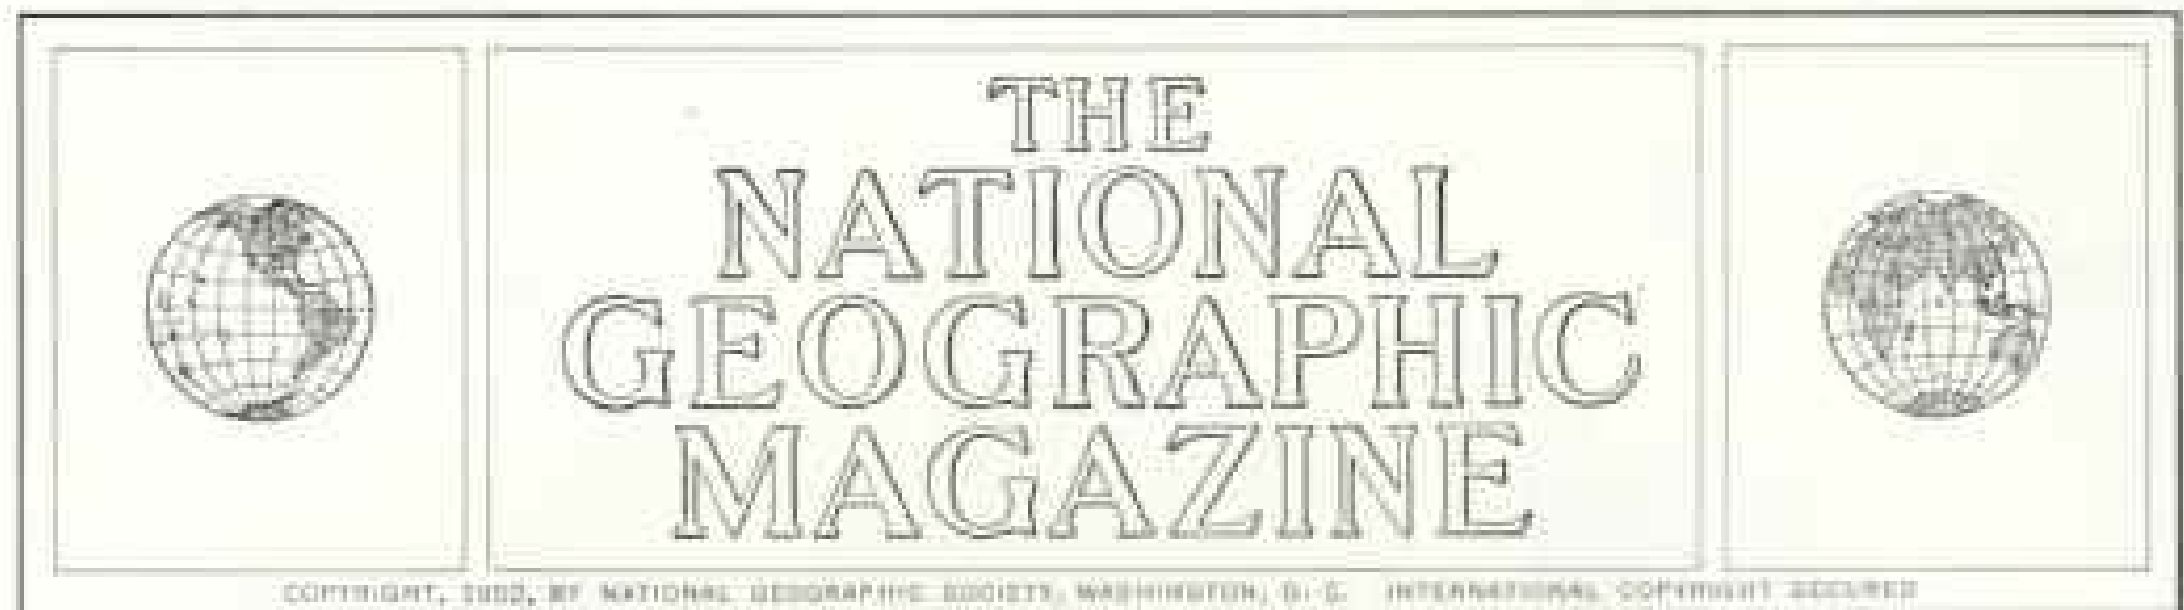 THE
NATIONAL
GEOGRAPHIC
MAGAZINE
COPYRIGHT, BY NATIONAL GEOGRAPHIC SOCIETY, WASHINGTON, D. C. INTERNATIONAL COPYRIGHT SECURED